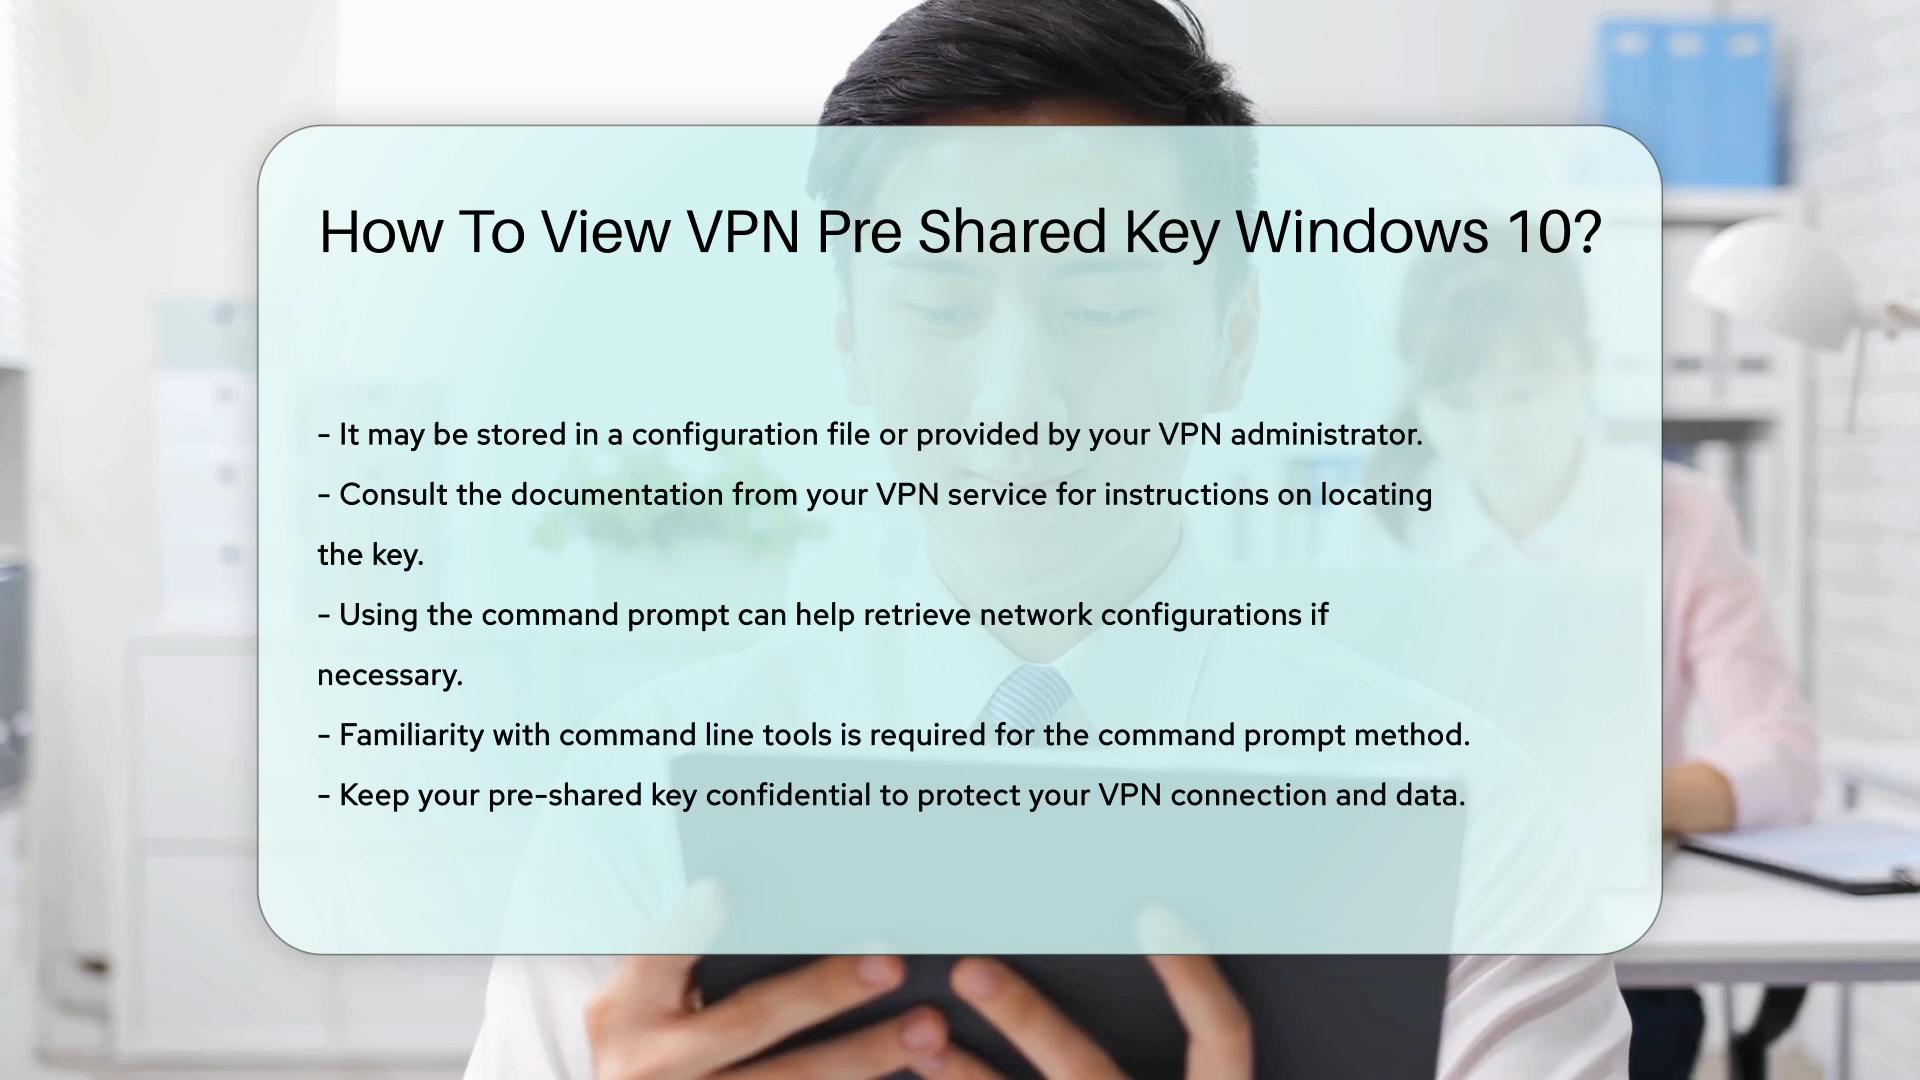 How To View VPN Pre Shared Key Windows 10?
- It may be stored in a configuration file or provided by your VPN administrator.
- Consult the documentation from your VPN service for instructions on locating
the key.
- Using the command prompt can help retrieve network configurations if
necessary.
- Familiarity with command line tools is required for the command prompt method.
- Keep your pre-shared key confidential to protect your VPN connection and data.